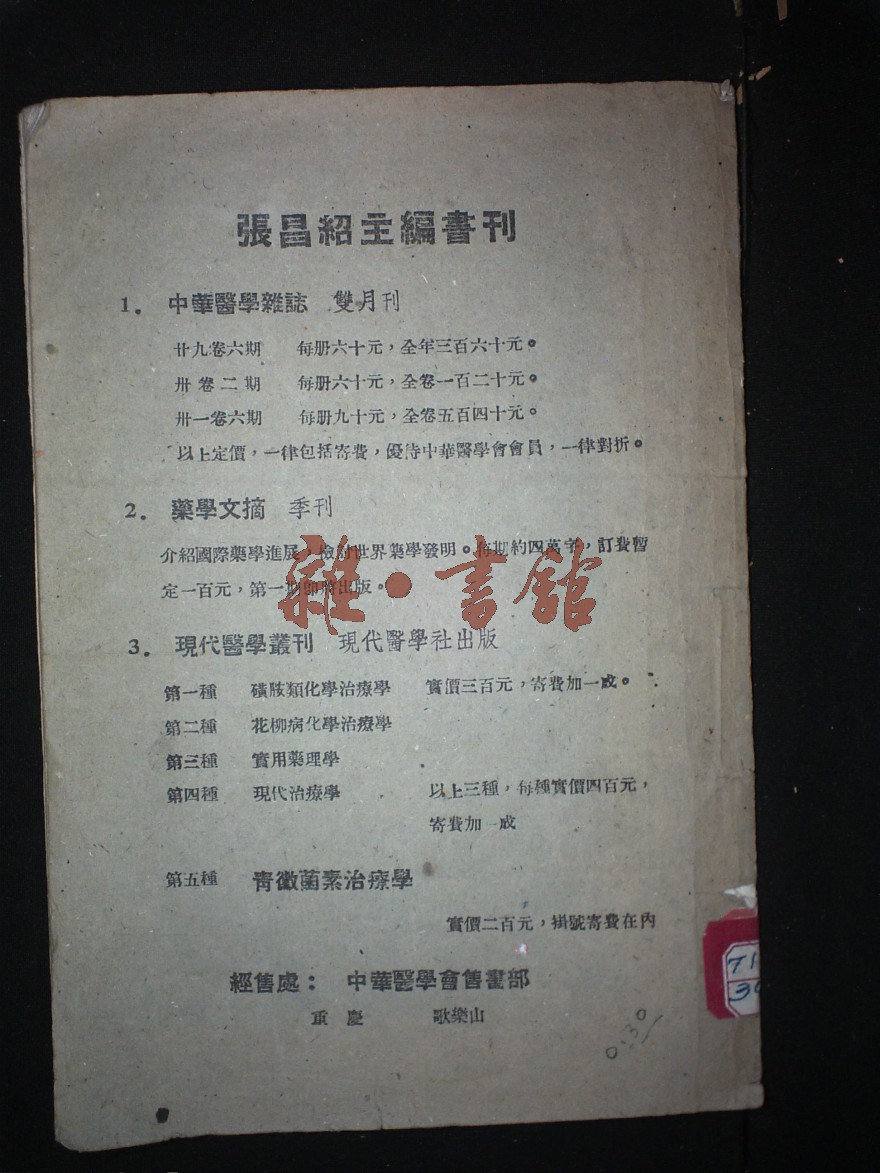 張昌紹主編書刊
1. 中華醫學雜誌 雙月刊
廿九卷六期 每册六十元，全年三百六十元。
卅卷二期 每册六十元，全卷一百二十元。
卅一卷六期 每册九十元，全卷五百四十元。
以上定價，一律包括寄費，優待中華醫學會會員，一律對折。
2. 藥學文摘 季刊
介紹國際藥學進展，檢討世界藥學發明。每期約四萬字，訂費暫
定一百元，第一期卽將出版。
雜·書館
3. 現代醫學叢刊 現代醫學社出版
第一種 磺胺類化學治療學 實價三百元，寄費加一成。
第二種 花柳病化學治療學
第三種 實用藥理學
第四種 現代治療學 以上三種，每種實價四百元，
寄費加一成
第五種 青黴菌素治療學
實價二百元，掛號寄費在內
71
經售處： 中華醫學會售書部
重慶 歌樂山
0.30